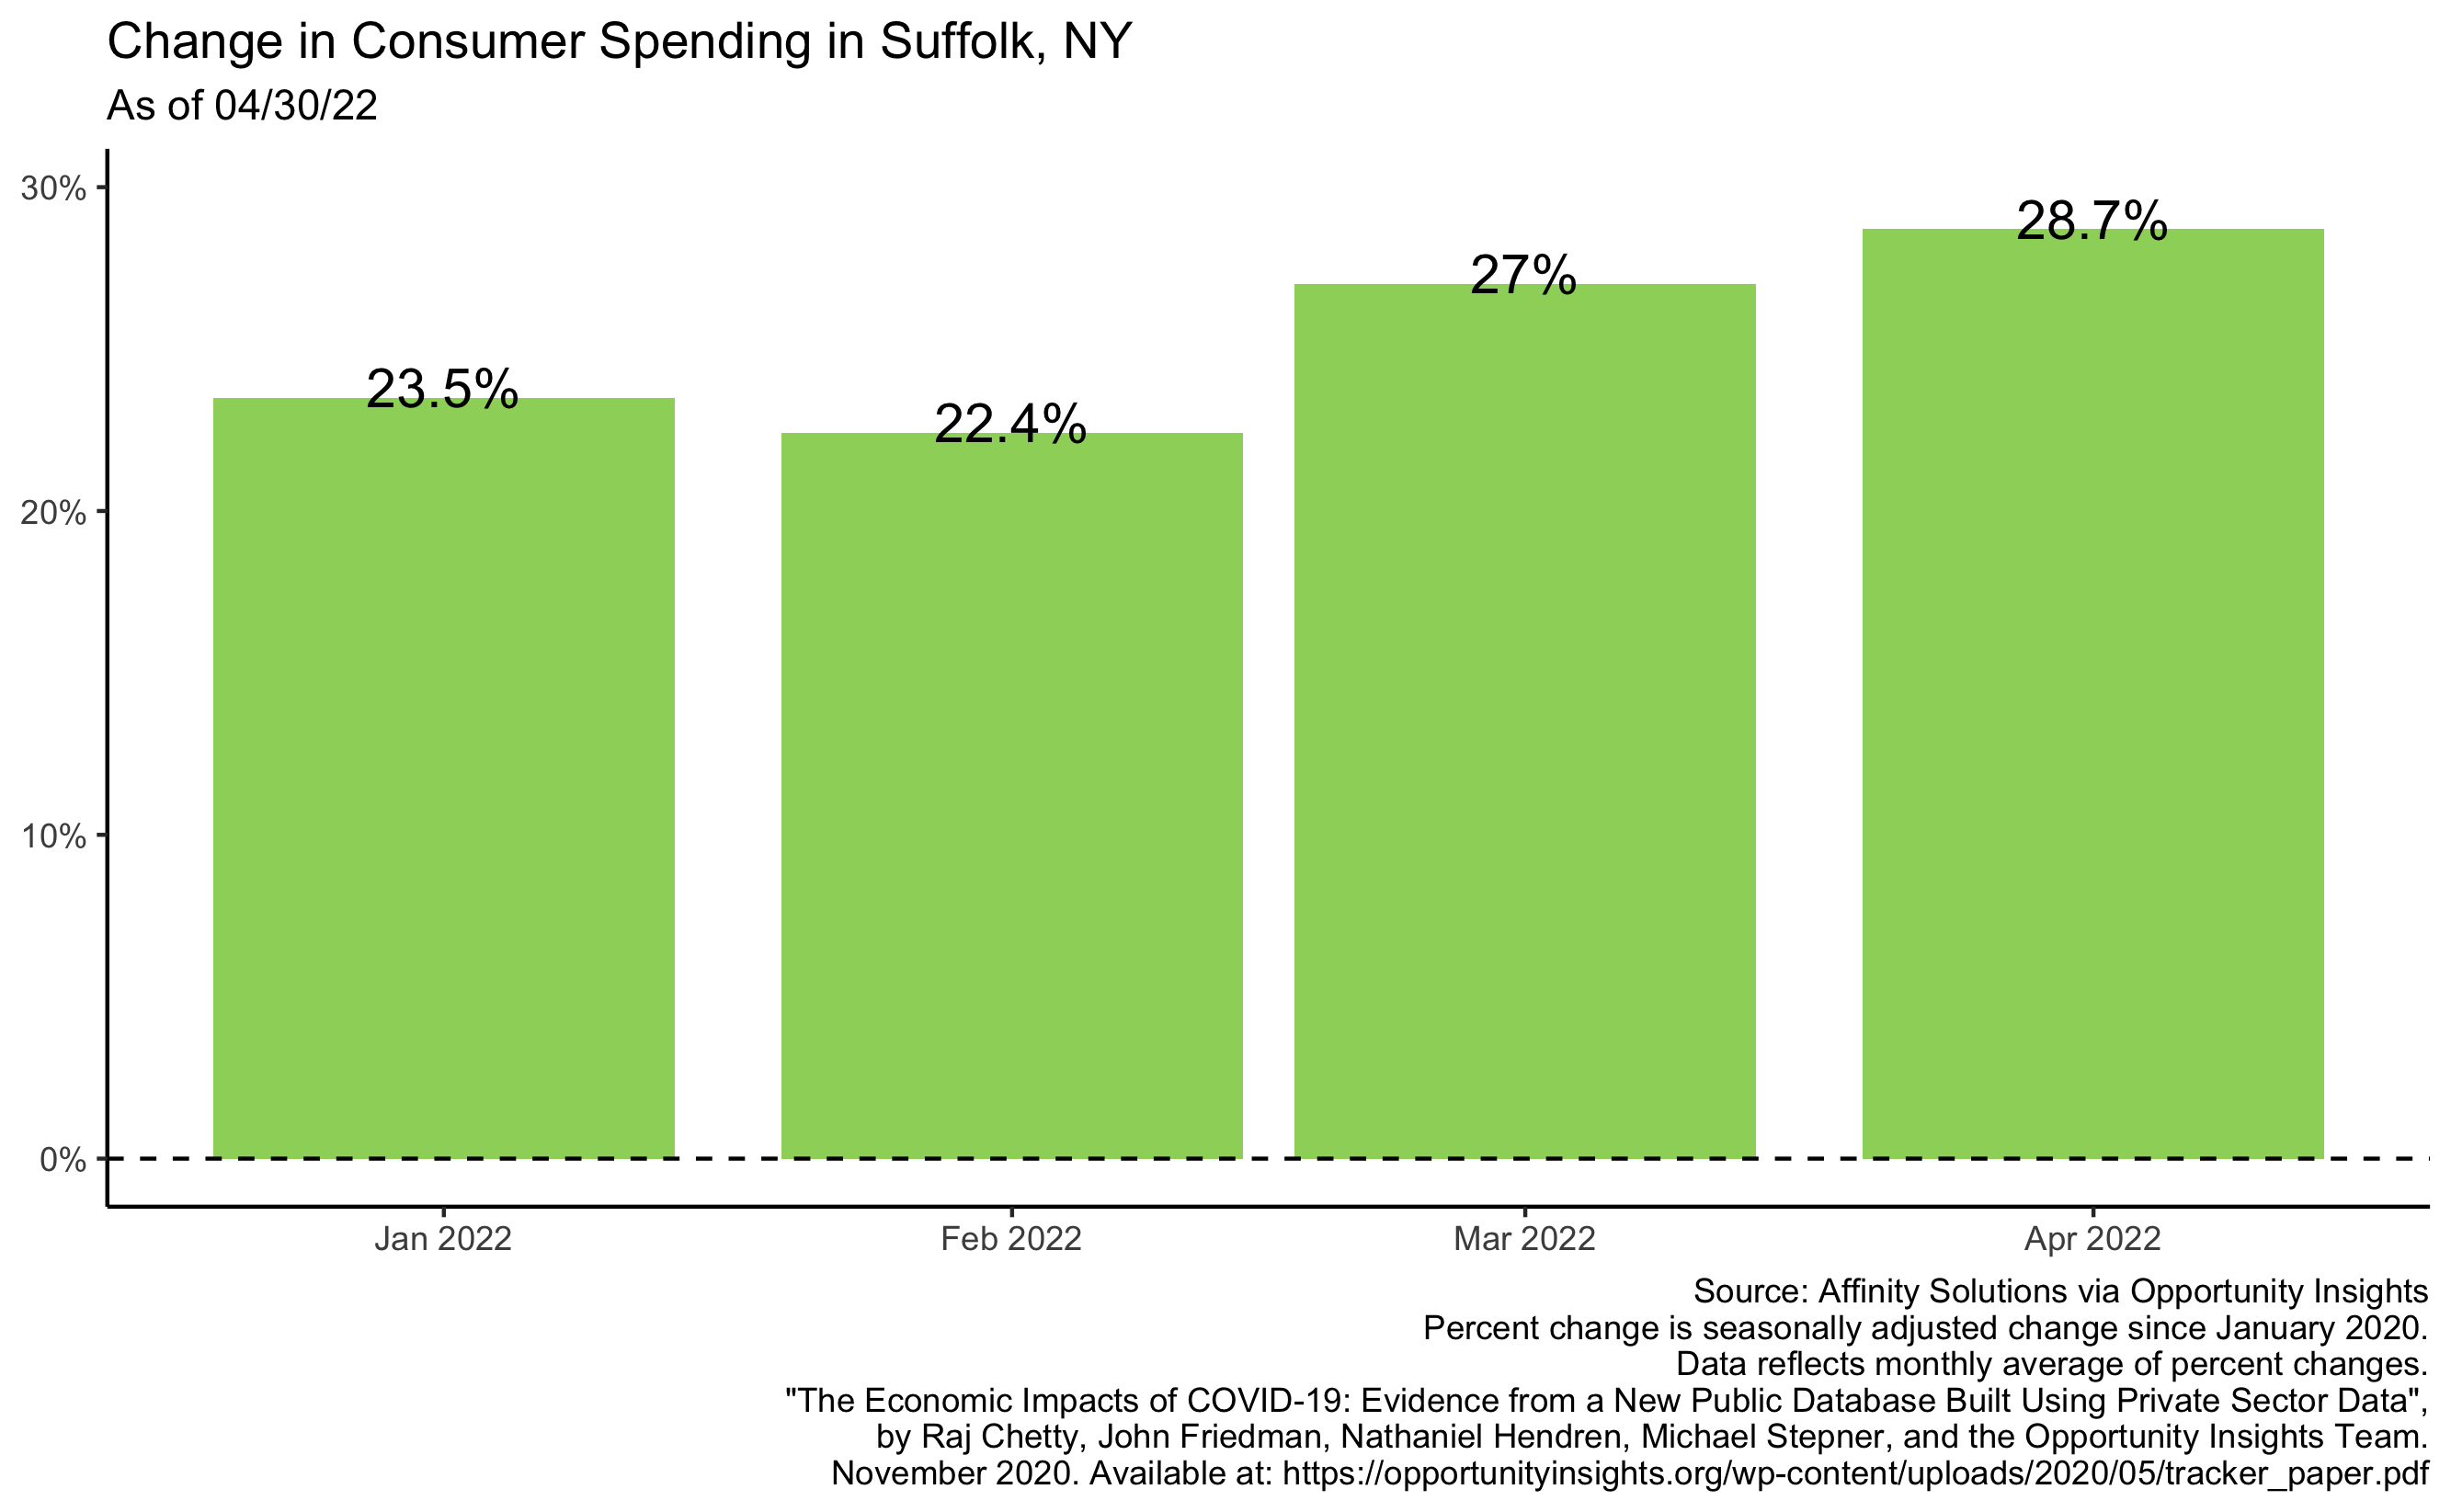 Change in Consumer Spending in Suffolk, NY
As of 04/30/22
30%
20%
10%
0%
23.5%
22.4%
27%
28.7%
Jan 2022
Feb 2022
Mar 2022
Apr 2022
Source: Affinity Solutions via Opportunity Insights
Percent change is seasonally adjusted change since January 2020.
Data reflects monthly average of percent changes.
"The Economic Impacts of COVID-19: Evidence from a New Public Database Built Using Private Sector Data",
by Raj Chetty, John Friedman, Nathaniel Hendren, Michael Stepner, and the Opportunity Insights Team.
November 2020. Available at: https://opportunityinsights.org/wp-content/uploads/2020/05/tracker_paper.pdf